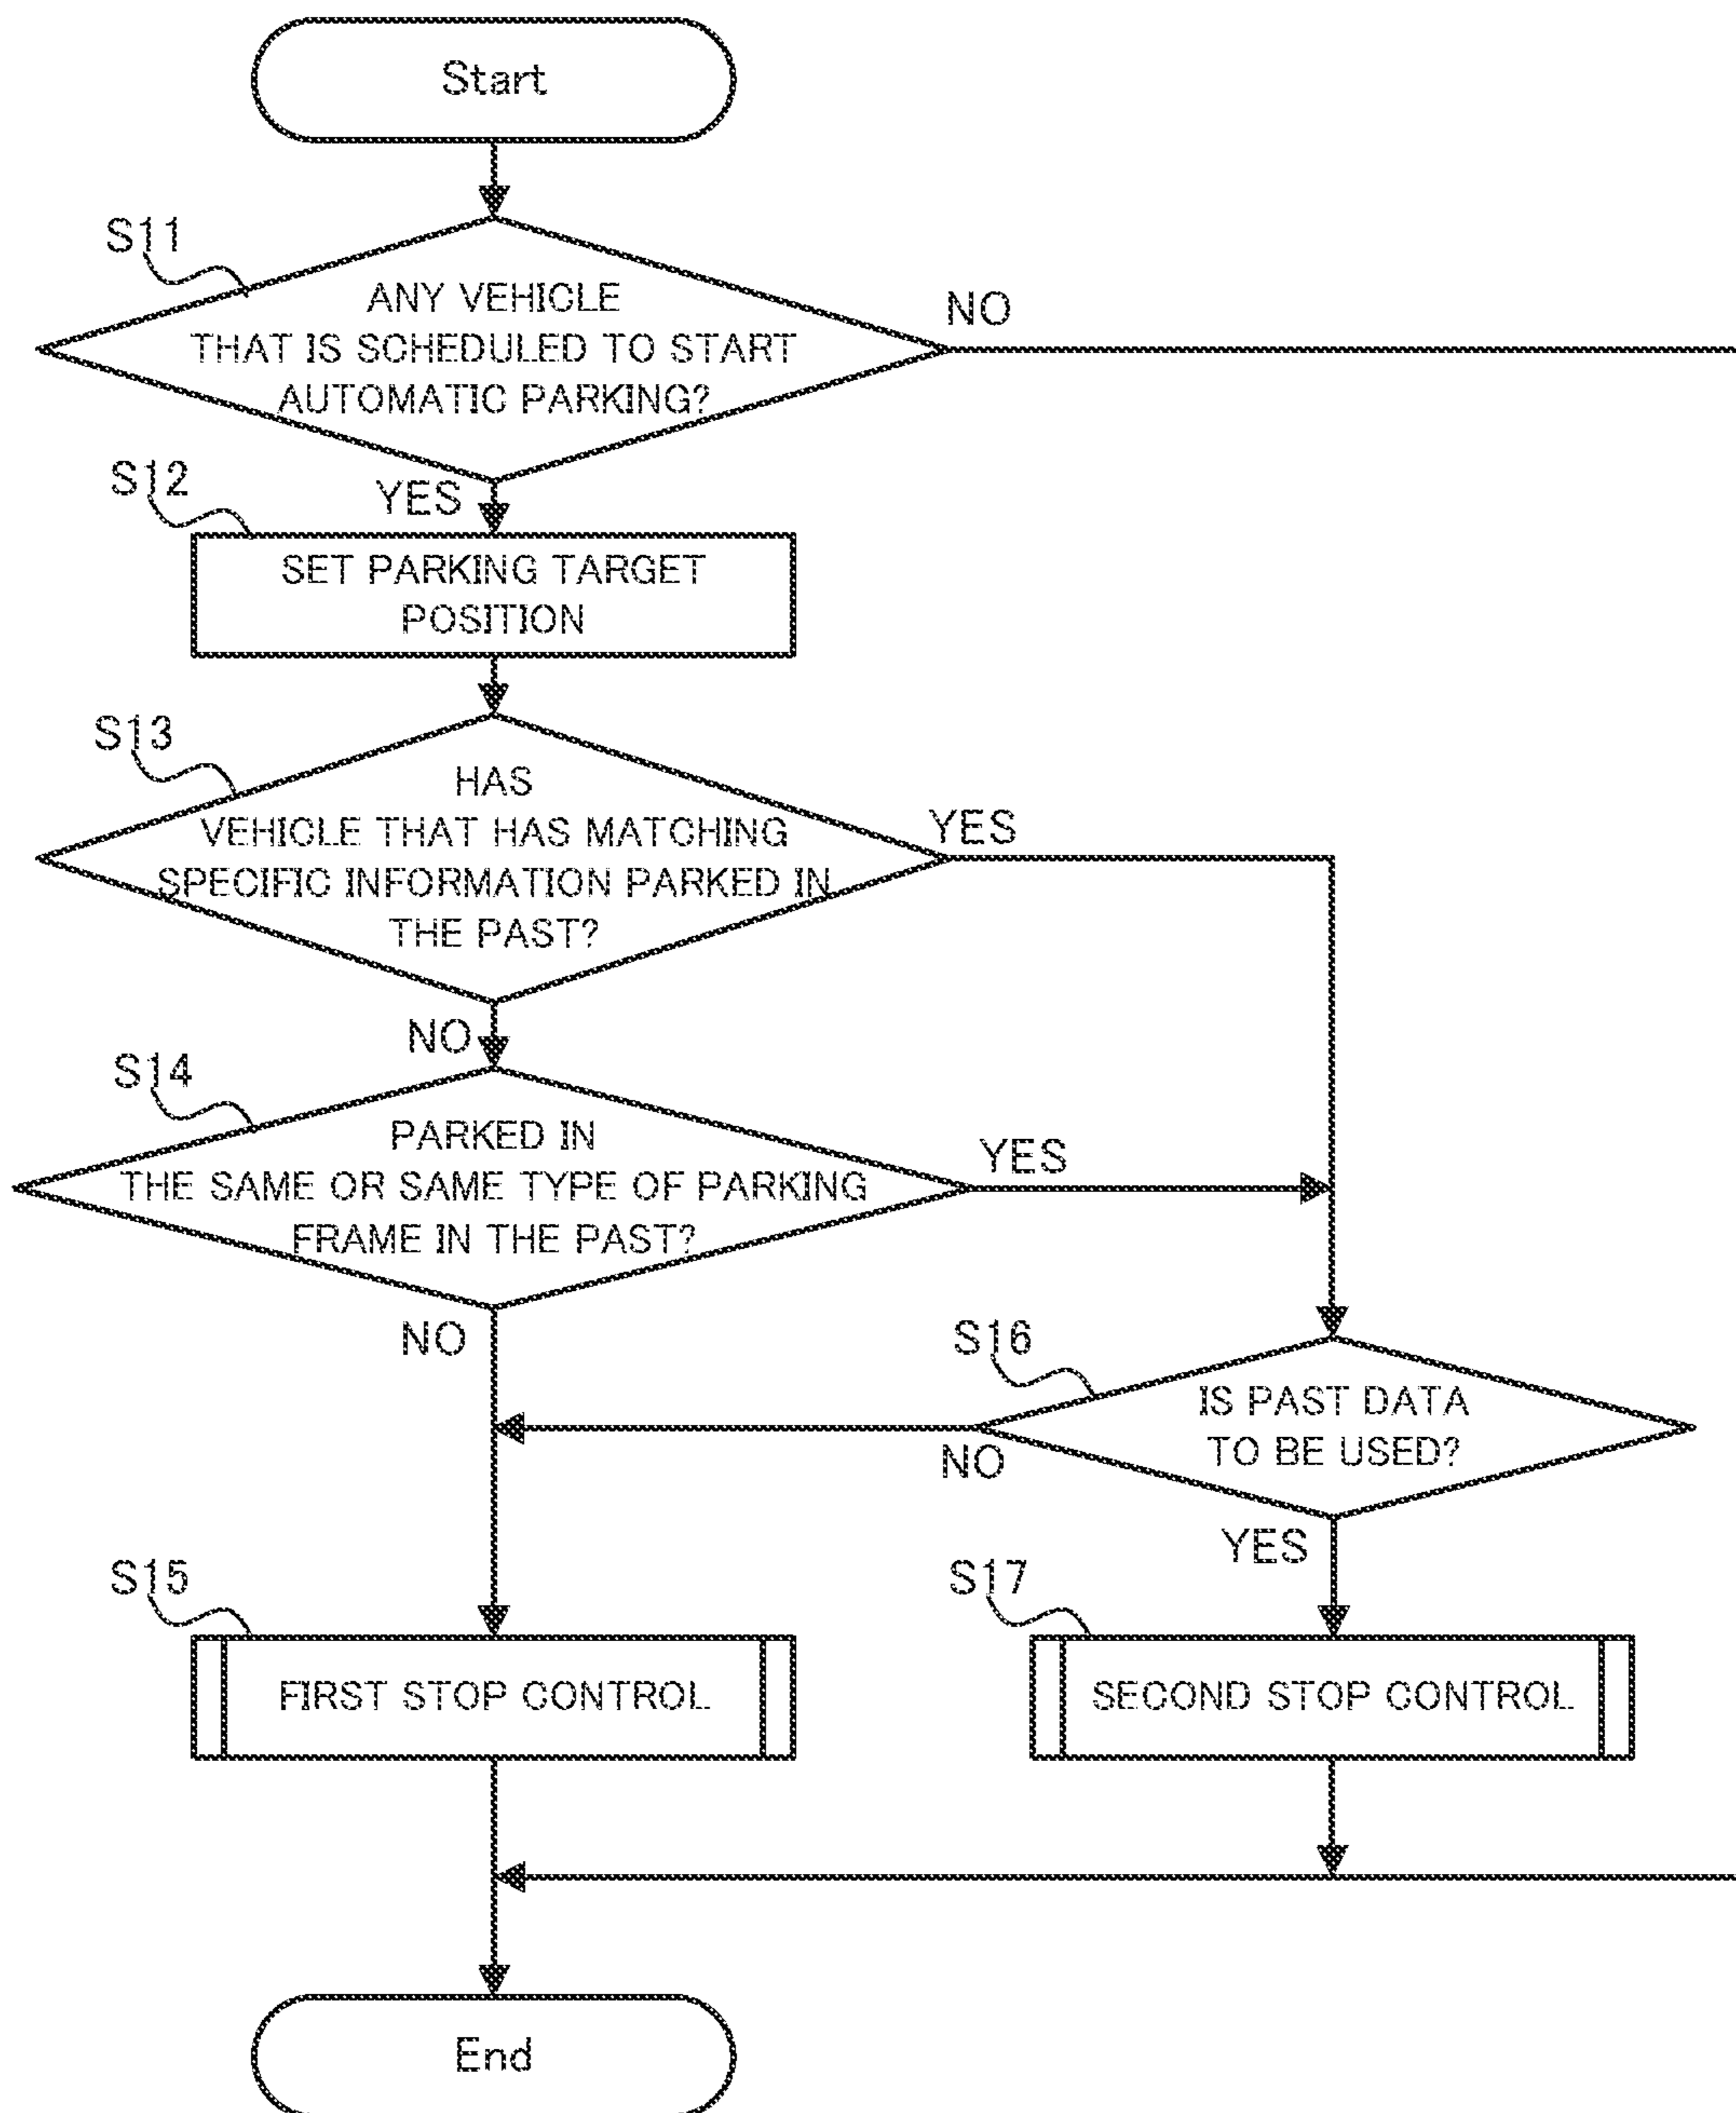 Start
S11
ANY VEHICLE
THAT IS SCHEDULED TO START
AUTOMATIC PARKING?
NO
S12
YES
SET PARKING TARGET
POSITION
S13
HAS
VEHICLE THAT HAS MATCHING
SPECIFIC INFORMATION PARKED IN
THE PAST?
YES
NO
S14
PARKED IN
THE SAME OR SAME TYPE OF PARKING
FRAME IN THE PAST?
YES
NO
S16
IS PAST DATA
TO BE USED?
NO
YES
S15
S17
FIRST STOP CONTROL
SECOND STOP CONTROL
End